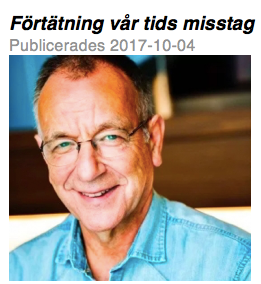 Förtätning vår tids misstag
Publicerades 2017-10-04